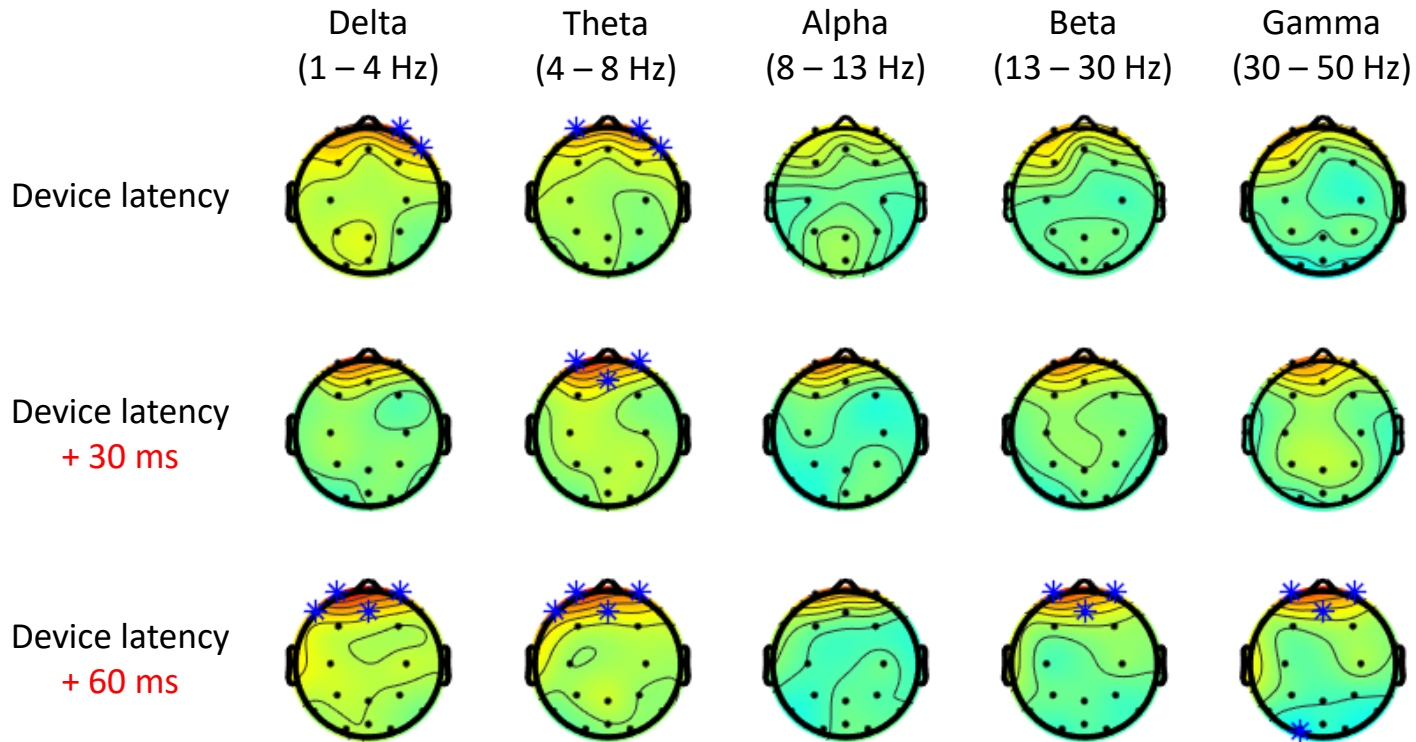 Delta
(1 – 4 Hz)
Theta
(4 – 8 Hz)
Alpha
(8 – 13 Hz)
Beta
(13 – 30 Hz)
Gamma
(30 – 50 Hz)
Device latency
Device latency
+ 30 ms
Device latency
+ 60 ms